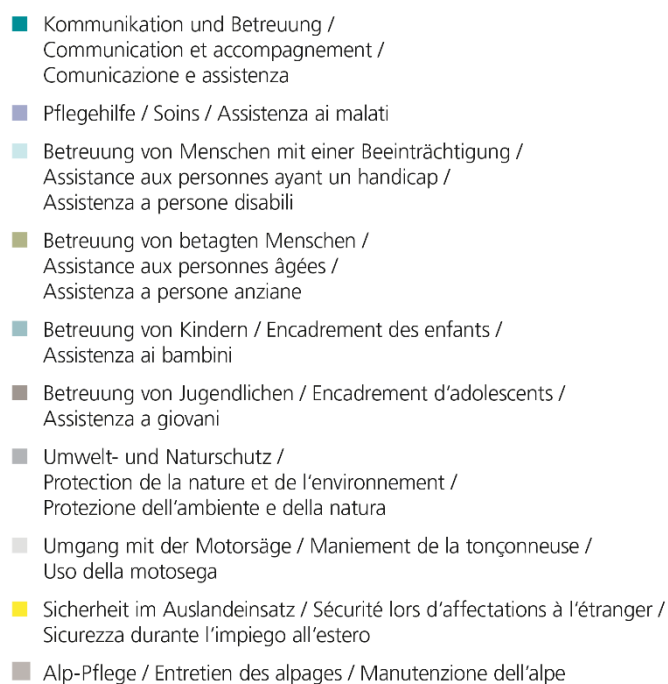 Kommunikation und Betreuung /
Communication et accompagnement /
Comunicazione e assistenza
Pflegehilfe / Soins / Assistenza ai malati
Betreuung von Menschen mit einer Beeinträchtigung /
Assistance aux personnes ayant un handicap /
Assistenza a persone disabili
Betreuung von betagten Menschen /
Assistance aux personnes âgées /
Assistenza a persone anziane
Betreuung von Kindern / Encadrement des enfants /
Assistenza ai bambini
Betreuung von Jugendlichen / Encadrement d'adolescents /
Assistenza a giovani
Umwelt- und Naturschutz /
Protection de la nature et de l'environnement /
Protezione dell'ambiente e della natura
Umgang mit der Motorsäge / Maniement de la tonçonneuse /
Uso della motosega
Sicherheit im Auslandeinsatz / Sécurité lors d'affectations à l'étranger /
Sicurezza durante l'impiego all'estero
Alp-Pflege / Entretien des alpages / Manutenzione dell'alpe